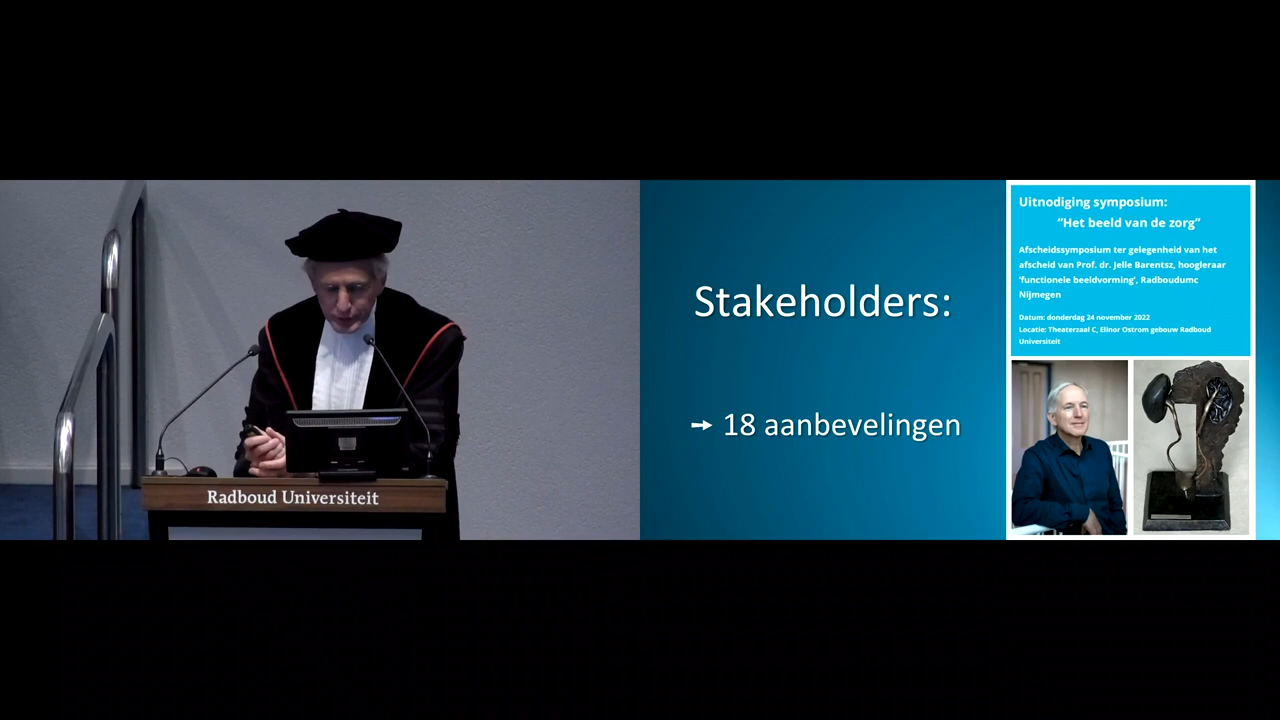 Radboud Universiteit
Stakeholders:
➞ 18 aanbevelingen
Uitnodiging symposium:
“Het beeld van de zorg”
Afscheidssymposium ter gelegenheid van het
afscheid van Prof. dr. Jelle Barentsz, hoogleraar
‘functionele beeldvorming’, Radboudumc
Nijmegen
Datum: donderdag 24 november 2022
Locatie: Theaterzaal C, Elinor Ostrom gebouw Radboud
Universiteit